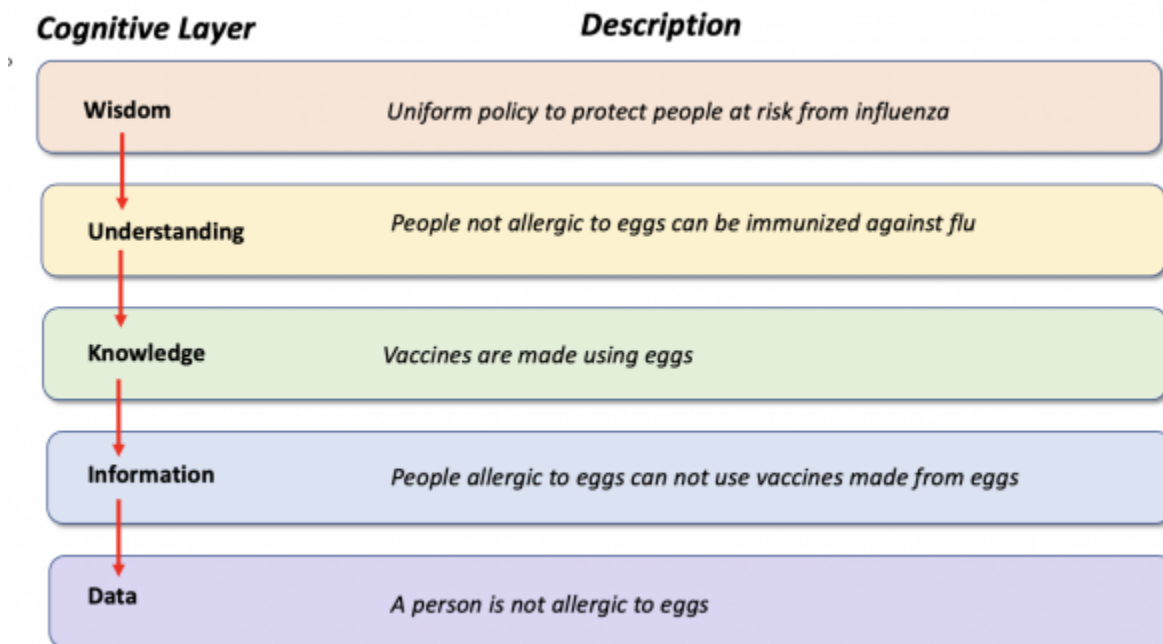 Cognitive Layer Description
Wisdom Uniform policy to protect people at risk from influenza
Understanding People not allergic to eggs can be immunized against flu
Knowledge Vaccines are made using eggs
Information People allergic to eggs can not use vaccines made from eggs
Data A person is not allergic to eggs